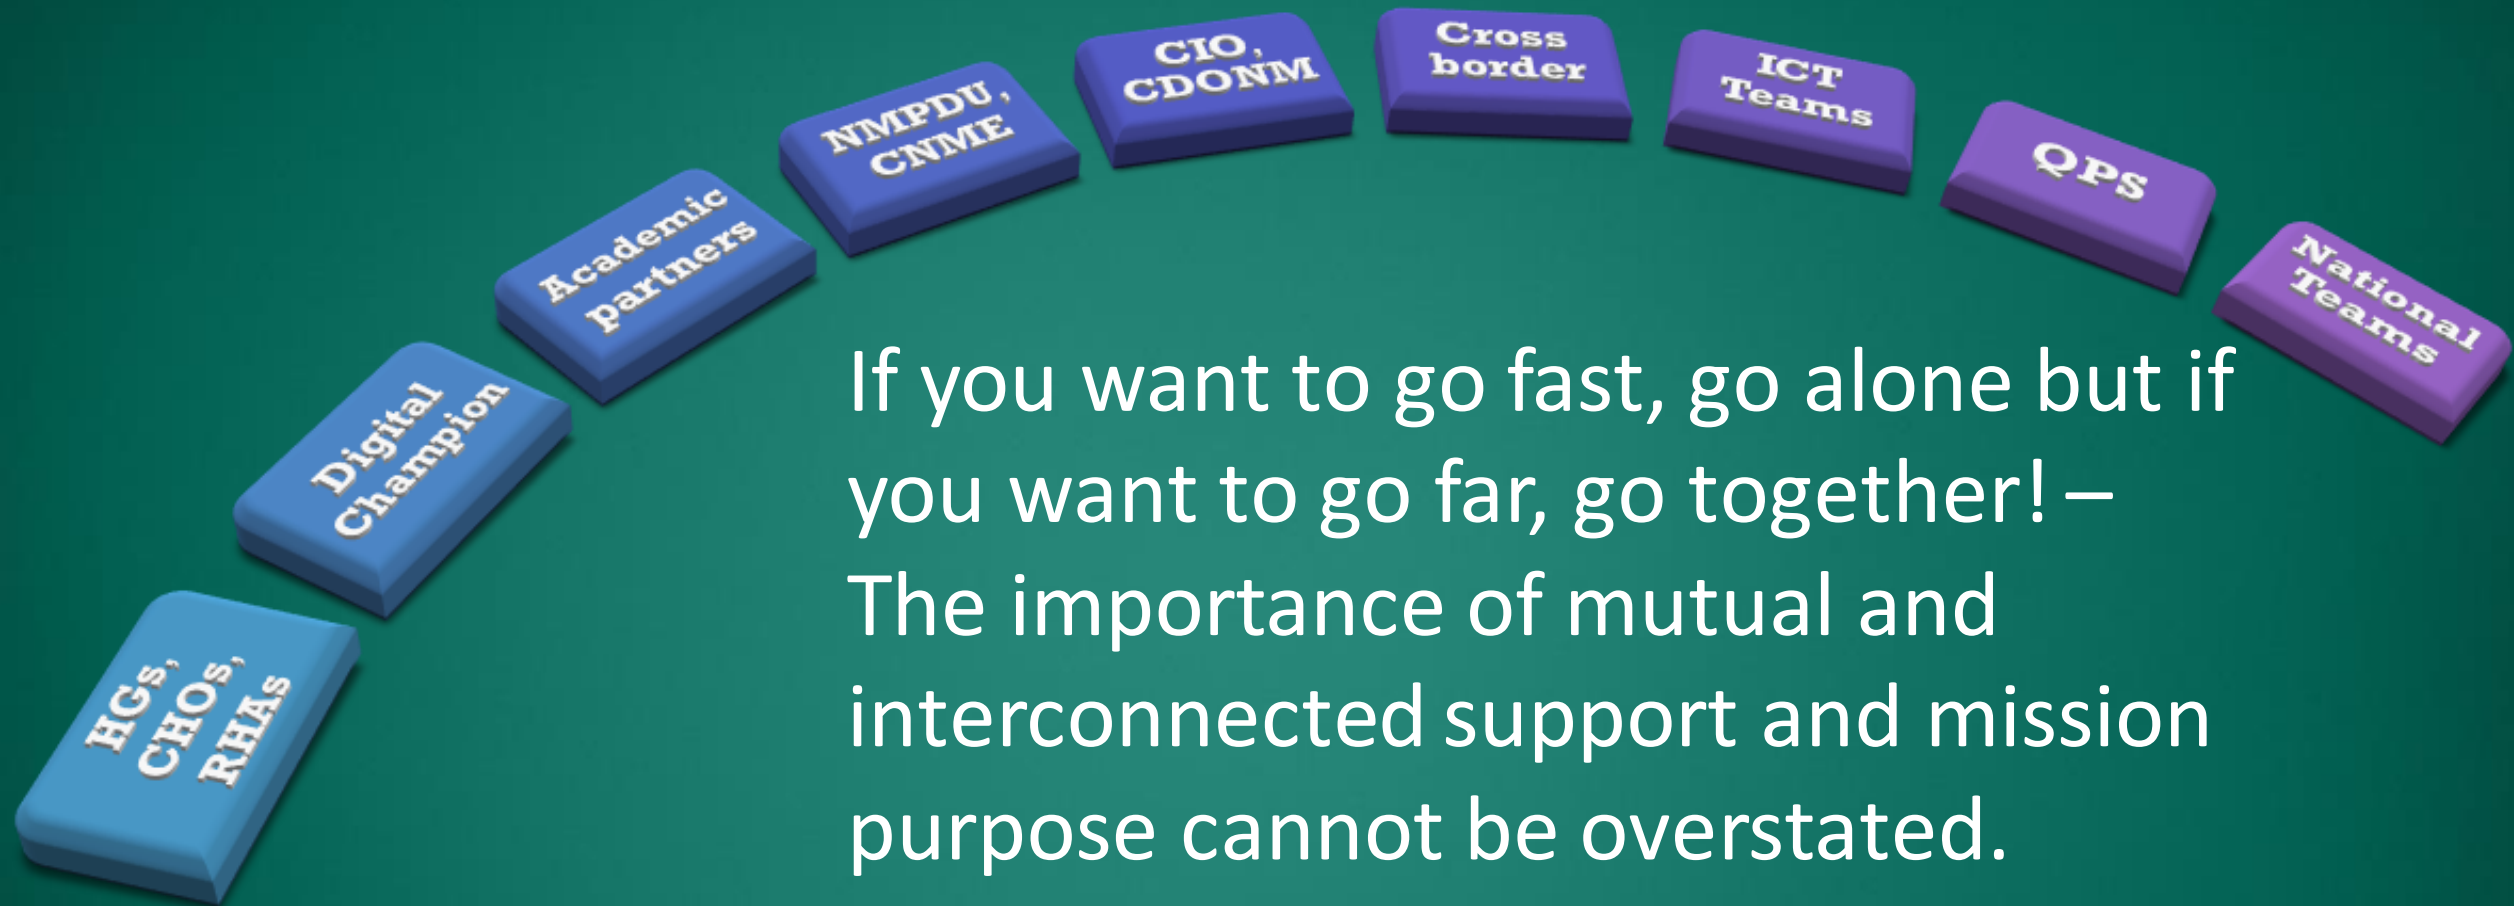 HGs,
CHOs,
RHAs
Digital
Champion
Academic
partners
NMPDU,
CNME
CIO,
CDONM
Cross
border
ICT
Teams
QPS
National
Teams
If you want to go fast, go alone but if
you want to go far, go together! –
The importance of mutual and
interconnected support and mission
purpose cannot be overstated.